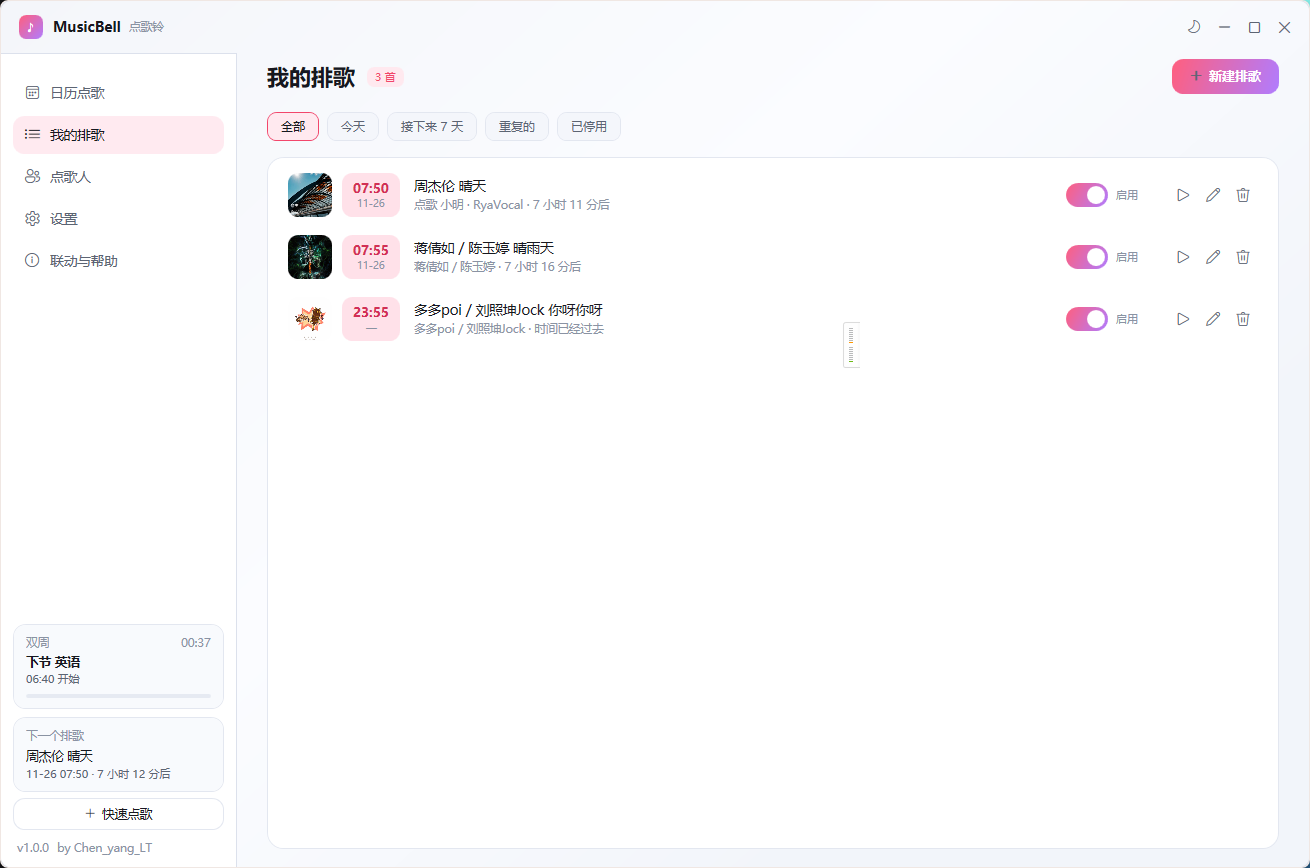 MusicBell 点歌铃
日历点歌
我的排歌
点歌人
设置
联动与帮助
双周 00:37
下节 英语
06:40 开始
下一个排歌
周杰伦 晴天
11-26 07:50 · 7 小时 12 分后
+ 快速点歌
v1.0.0 by Chen_yang_LT
我的排歌 3 首
+ 新建排歌
全部 今天 接下来 7 天 重复的 已停用
07:50
11-26
周杰伦 晴天
点歌 小明 · RyaVocal · 7 小时 11 分后
启用
07:55
11-26
蒋倩如 / 陈玉婷 晴雨天
蒋倩如 / 陈玉婷 · 7 小时 16 分后
启用
23:55
—
多多poi / 刘照坤Jock 你呀你呀
多多poi / 刘照坤Jock · 时间已经过去
启用